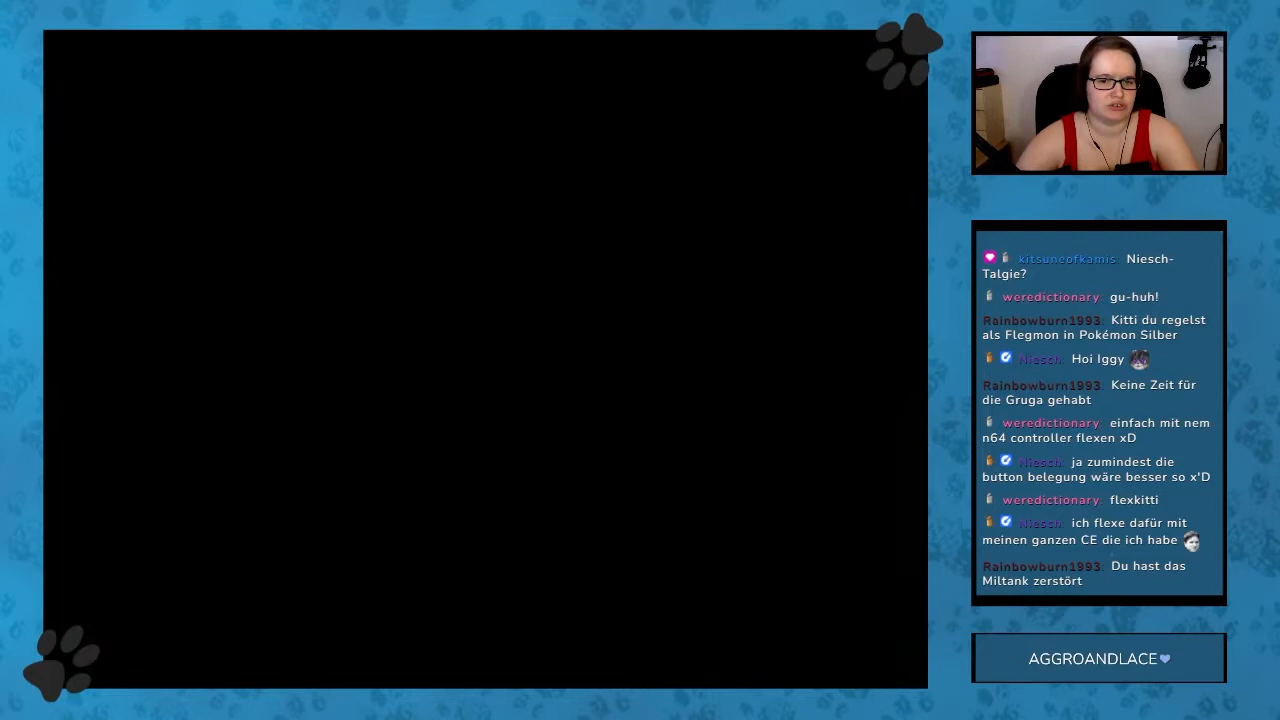 kitsuneofkamis: Niesch-
Talgie?
weredictionary: gu-huh!
Rainbowburn1993: Kitti du regelst
als Flegmon in Pokémon Silber
Niesch: Hoi Iggy
Rainbowburn1993: Keine Zeit für
die Gruga gehabt
weredictionary: einfach mit nem
n64 controller flexen xD
Niesch: ja zumindest die
button belegung wäre besser so x'D
weredictionary: flexkitti
Niesch: ich flexe dafür mit
meinen ganzen CE die ich habe
Rainbowburn1993: Du hast das
Miltank zerstört
AGGROANDLACE